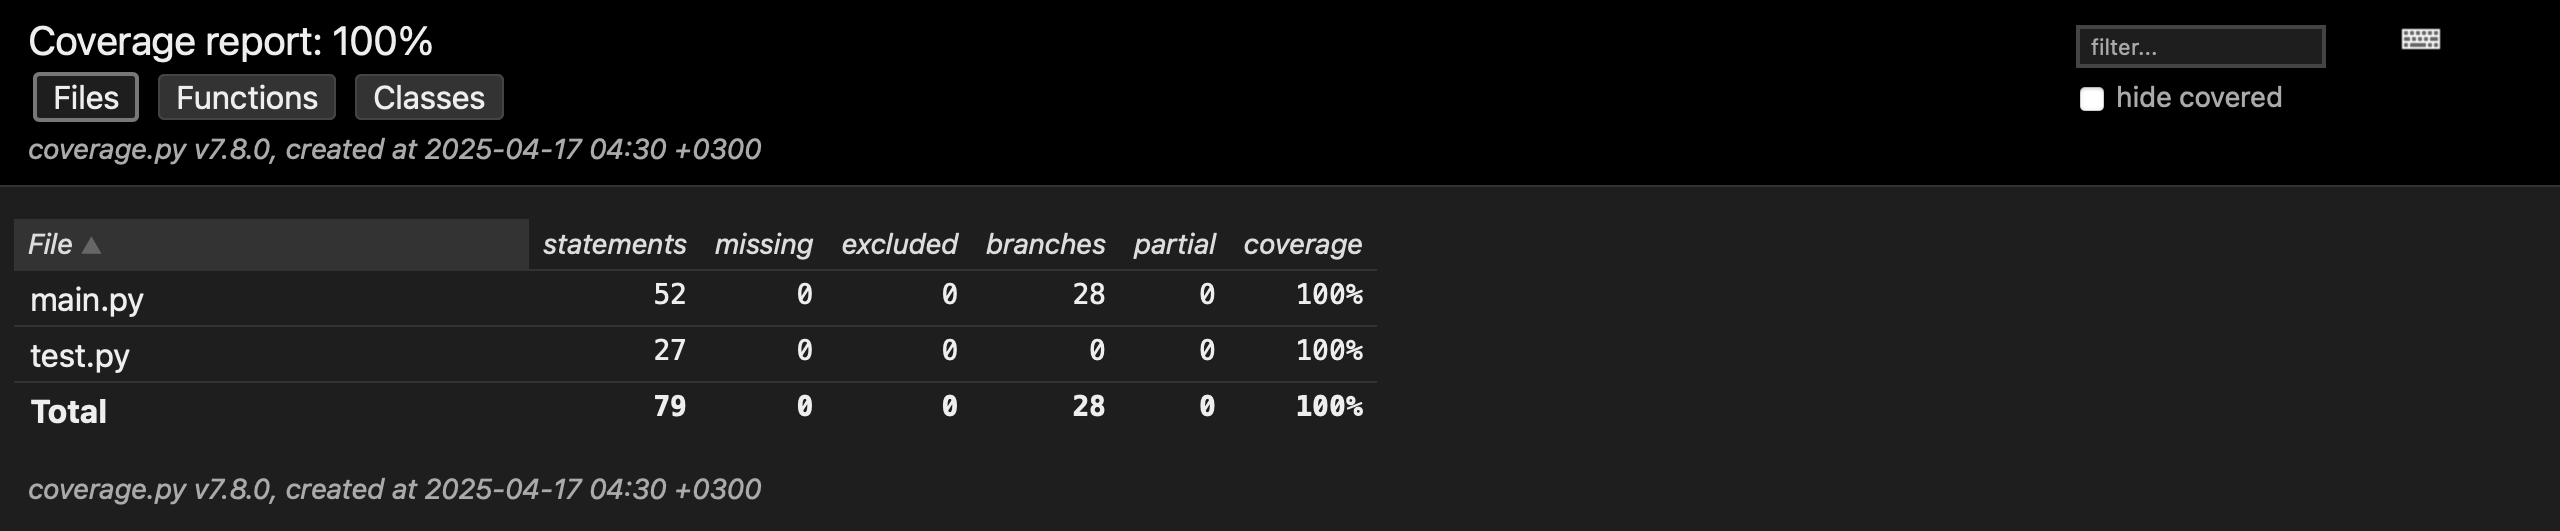 Coverage report: 100%
filter...
Files Functions Classes
hide covered
coverage.py v7.8.0, created at 2025-04-17 04:30 +0300
File ▲ statements missing excluded branches partial coverage
main.py 52 0 0 28 0 100%
test.py 27 0 0 0 0 100%
Total 79 0 0 28 0 100%
coverage.py v7.8.0, created at 2025-04-17 04:30 +0300